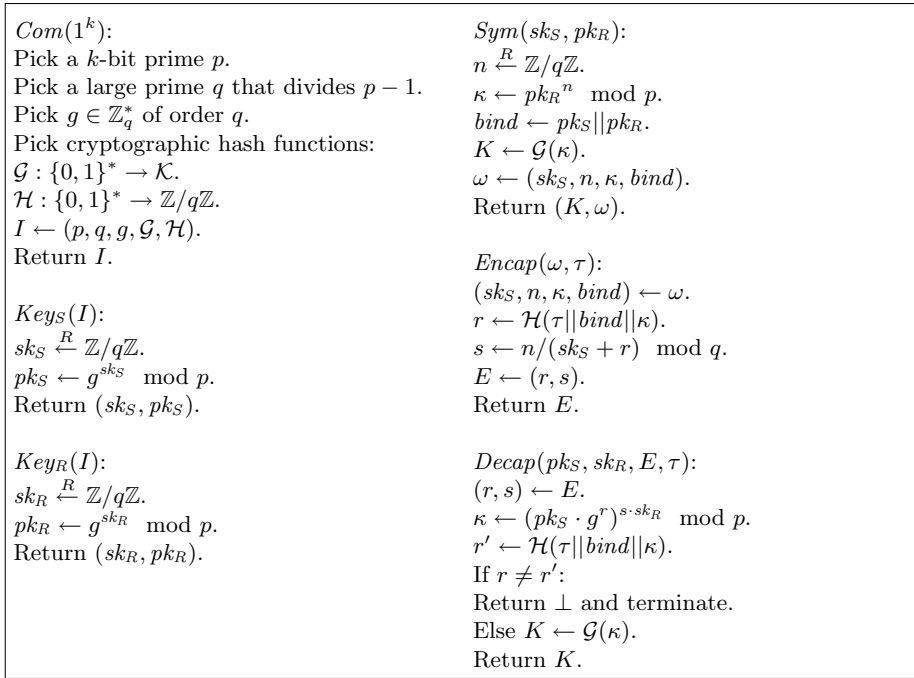 Com(1^k):
Pick a k-bit prime p.
Pick a large prime q that divides p − 1.
Pick g ∈ ℤ_q^* of order q.
Pick cryptographic hash functions:
𝒢 : {0, 1}^* → 𝒦.
ℋ : {0, 1}^* → ℤ/qℤ.
I ← (p, q, g, 𝒢, ℋ).
Return I.
Key_S(I):
sk_S ←^R ℤ/qℤ.
pk_S ← g^{sk_S} mod p.
Return (sk_S, pk_S).
Key_R(I):
sk_R ←^R ℤ/qℤ.
pk_R ← g^{sk_R} mod p.
Return (sk_R, pk_R).
Sym(sk_S, pk_R):
n ←^R ℤ/qℤ.
κ ← pk_R^n mod p.
bind ← pk_S||pk_R.
K ← 𝒢(κ).
ω ← (sk_S, n, κ, bind).
Return (K, ω).
Encap(ω, τ):
(sk_S, n, κ, bind) ← ω.
r ← ℋ(τ||bind||κ).
s ← n/(sk_S + r) mod q.
E ← (r, s).
Return E.
Decap(pk_S, sk_R, E, τ):
(r, s) ← E.
κ ← (pk_S · g^r)^{s·sk_R} mod p.
r′ ← ℋ(τ||bind||κ).
If r ≠ r′:
Return ⊥ and terminate.
Else K ← 𝒢(κ).
Return K.